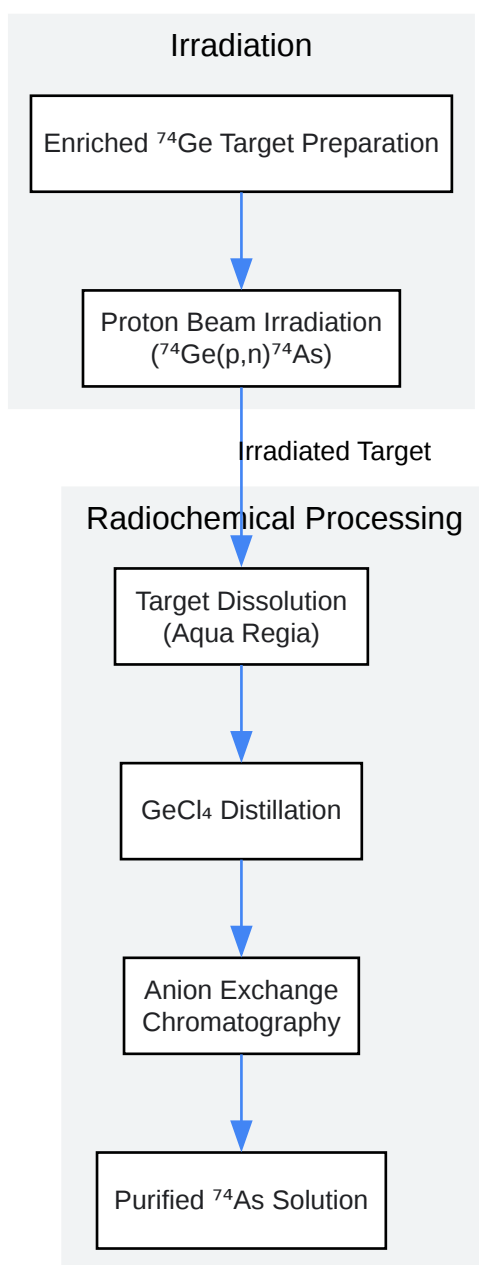 Irradiation
Enriched ⁷⁴Ge Target Preparation
Proton Beam Irradiation
(⁷⁴Ge(p,n)⁷⁴As)
Irradiated Target
Radiochemical Processing
Target Dissolution
(Aqua Regia)
GeCl₄ Distillation
Anion Exchange
Chromatography
Purified ⁷⁴As Solution